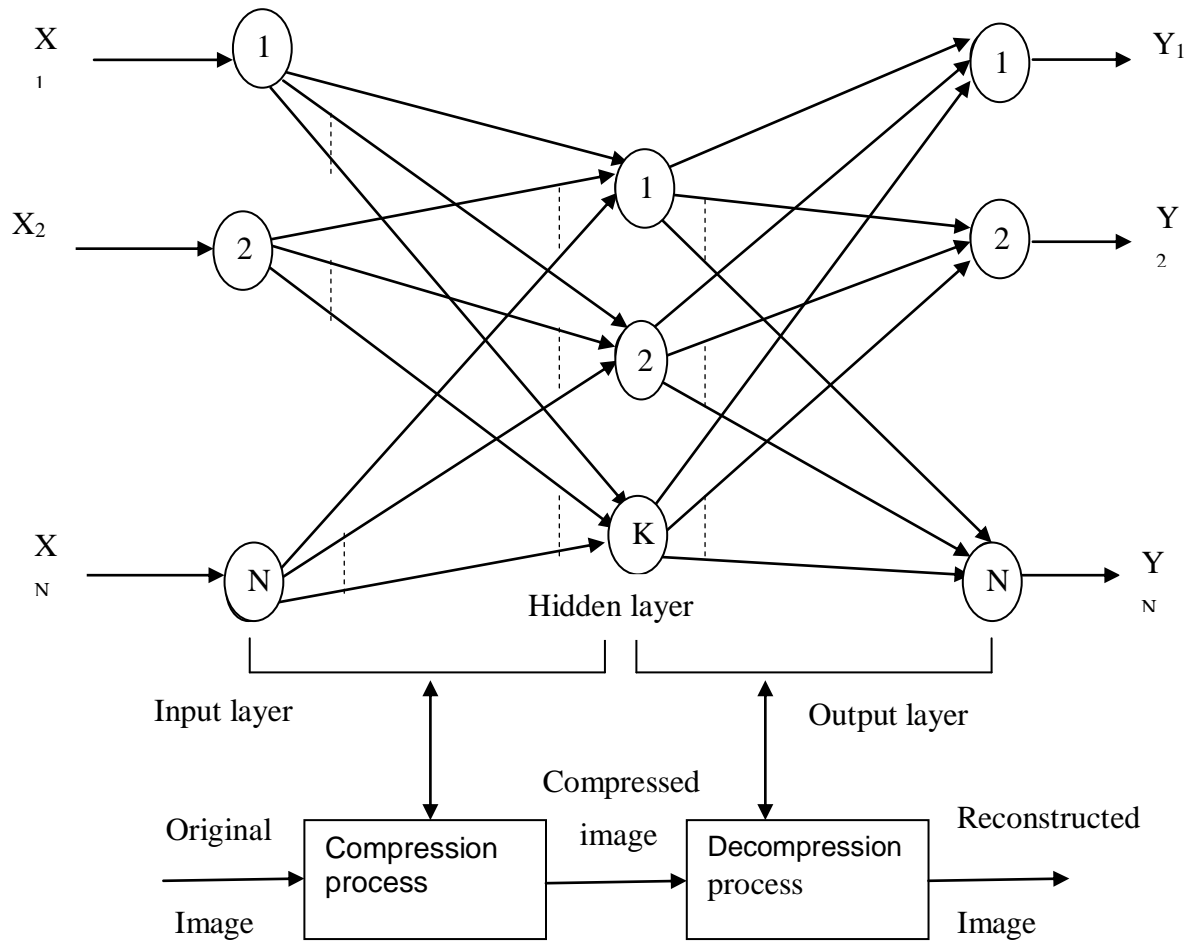 X
1
1
1
Y1
1
X2
2
2
Y
2
2
X
N
N
K
N
Y
N
Hidden layer
Input layer
Output layer
Original
Image
Compression
process
Compressed
image
Decompression
process
Reconstructed
Image